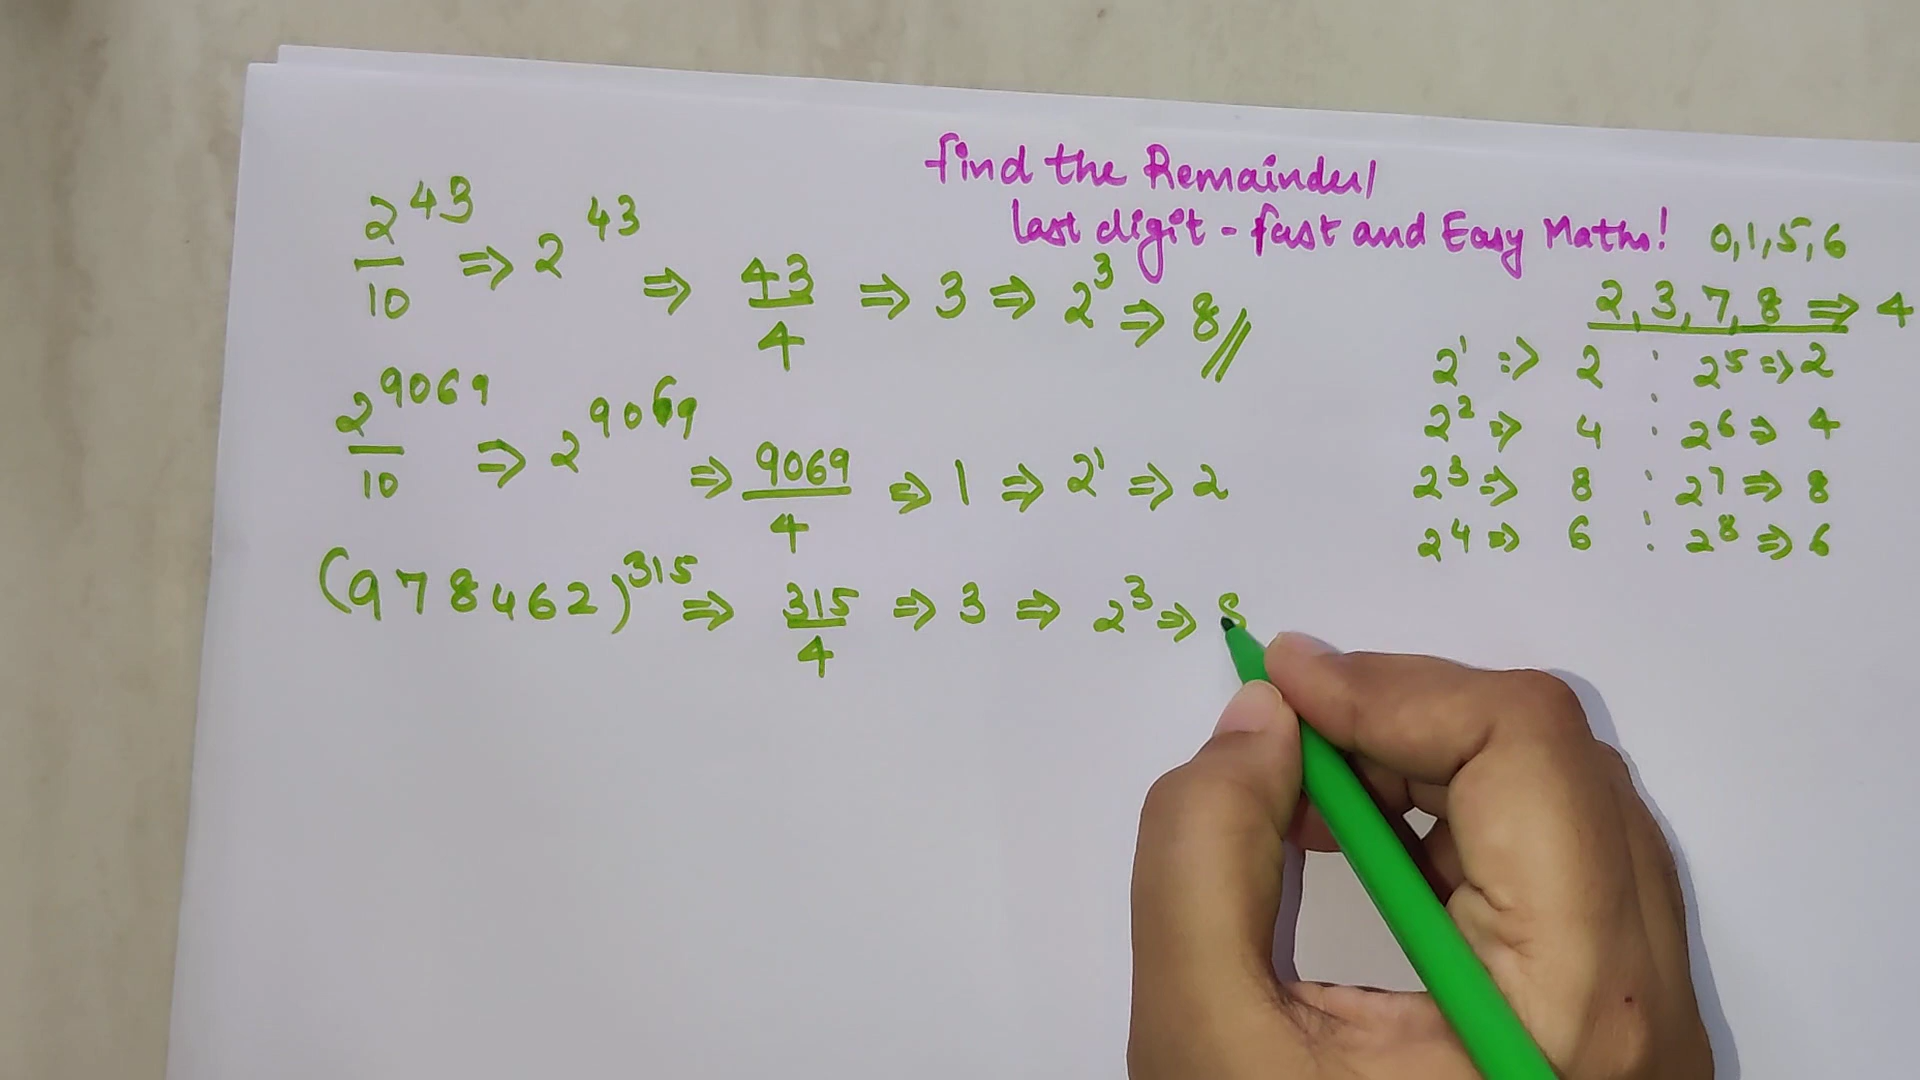 find the Remainder/
last digit - fast and Easy Maths!
0,1,5,6
2,3,7,8 ⇒ 4
2^43/10 ⇒ 2^43 ⇒ 43/4 ⇒ 3 ⇒ 2^3 ⇒ 8//
2^9069/10 ⇒ 2^9069 ⇒ 9069/4 ⇒ 1 ⇒ 2^1 ⇒ 2
(978462)^315 ⇒ 315/4 ⇒ 3 ⇒ 2^3 ⇒
2^1 ⇒ 2 : 2^5 ⇒ 2
2^2 ⇒ 4 : 2^6 ⇒ 4
2^3 ⇒ 8 : 2^7 ⇒ 8
2^4 ⇒ 6 : 2^8 ⇒ 6